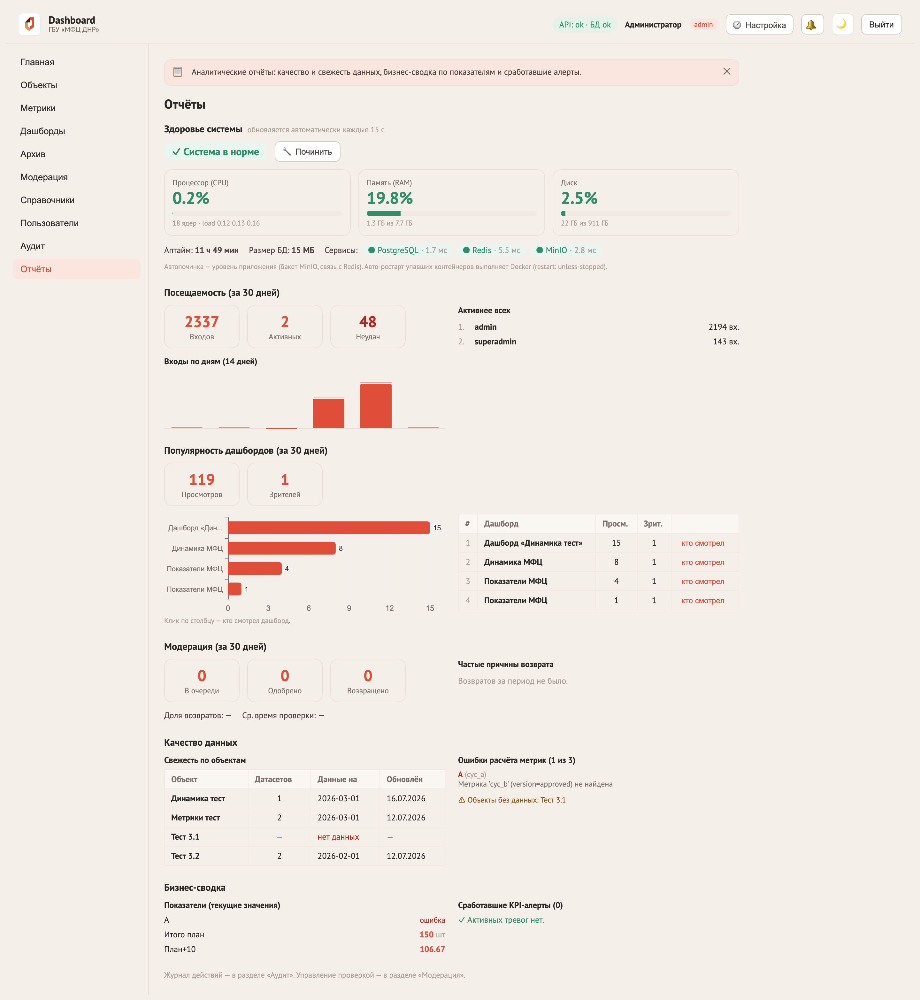 Dashboard
ГБУ «МФЦ ДНР»
API: ok · БД ok
Администратор
admin
Настройка
Выйти
Главная
Объекты
Метрики
Дашборды
Архив
Модерация
Справочники
Пользователи
Аудит
Отчёты
Аналитические отчёты: качество и свежесть данных, бизнес-сводка по показателям и сработавшие алерты.
Отчёты
Здоровье системы обновляется автоматически каждые 15 с
✓ Система в норме
Починить
Процессор (CPU)
0.2%
18 ядер · load 0.12 0.13 0.16
Память (RAM)
19.8%
1.3 ГБ из 7.7 ГБ
Диск
2.5%
22 ГБ из 911 ГБ
Аптайм: 11 ч 49 мин Размер БД: 15 МБ Сервисы: PostgreSQL · 1.7 мс Redis · 5.5 мс MinIO · 2.8 мс
Автопочинка — уровень приложения (бакет MinIO, связь с Redis). Авто-рестарт упавших контейнеров выполняет Docker (restart: unless-stopped).
Посещаемость (за 30 дней)
2337
Входов
2
Активных
48
Неудач
Активнее всех
1. admin 2194 вх.
2. superadmin 143 вх.
Входы по дням (14 дней)
Популярность дашбордов (за 30 дней)
119
Просмотров
1
Зрителей
Дашборд «Дин... 15
Динамика МФЦ 8
Показатели МФЦ 4
Показатели МФЦ 1
0 3 6 9 12 15
Клик по столбцу — кто смотрел дашборд.
# Дашборд Просм. Зрит.
1 Дашборд «Динамика тест» 15 1 кто смотрел
2 Динамика МФЦ 8 1 кто смотрел
3 Показатели МФЦ 4 1 кто смотрел
4 Показатели МФЦ 1 1 кто смотрел
Модерация (за 30 дней)
0
В очереди
0
Одобрено
0
Возвращено
Частые причины возврата
Возвратов за период не было.
Доля возвратов: — Ср. время проверки: —
Качество данных
Свежесть по объектам
Объект Датасетов Данные на Обновлён
Динамика тест 1 2026-03-01 16.07.2026
Метрики тест 2 2026-03-01 12.07.2026
Тест 3.1 — нет данных —
Тест 3.2 2 2026-02-01 12.07.2026
Ошибки расчёта метрик (1 из 3)
A (cyc_a)
Метрика 'cyc_b' (version=approved) не найдена
⚠ Объекты без данных: Тест 3.1
Бизнес-сводка
Показатели (текущие значения)
A ошибка
Итого план 150 шт
План+10 106.67
Сработавшие KPI-алерты (0)
✓ Активных тревог нет.
Журнал действий — в разделе «Аудит». Управление проверкой — в разделе «Модерация».